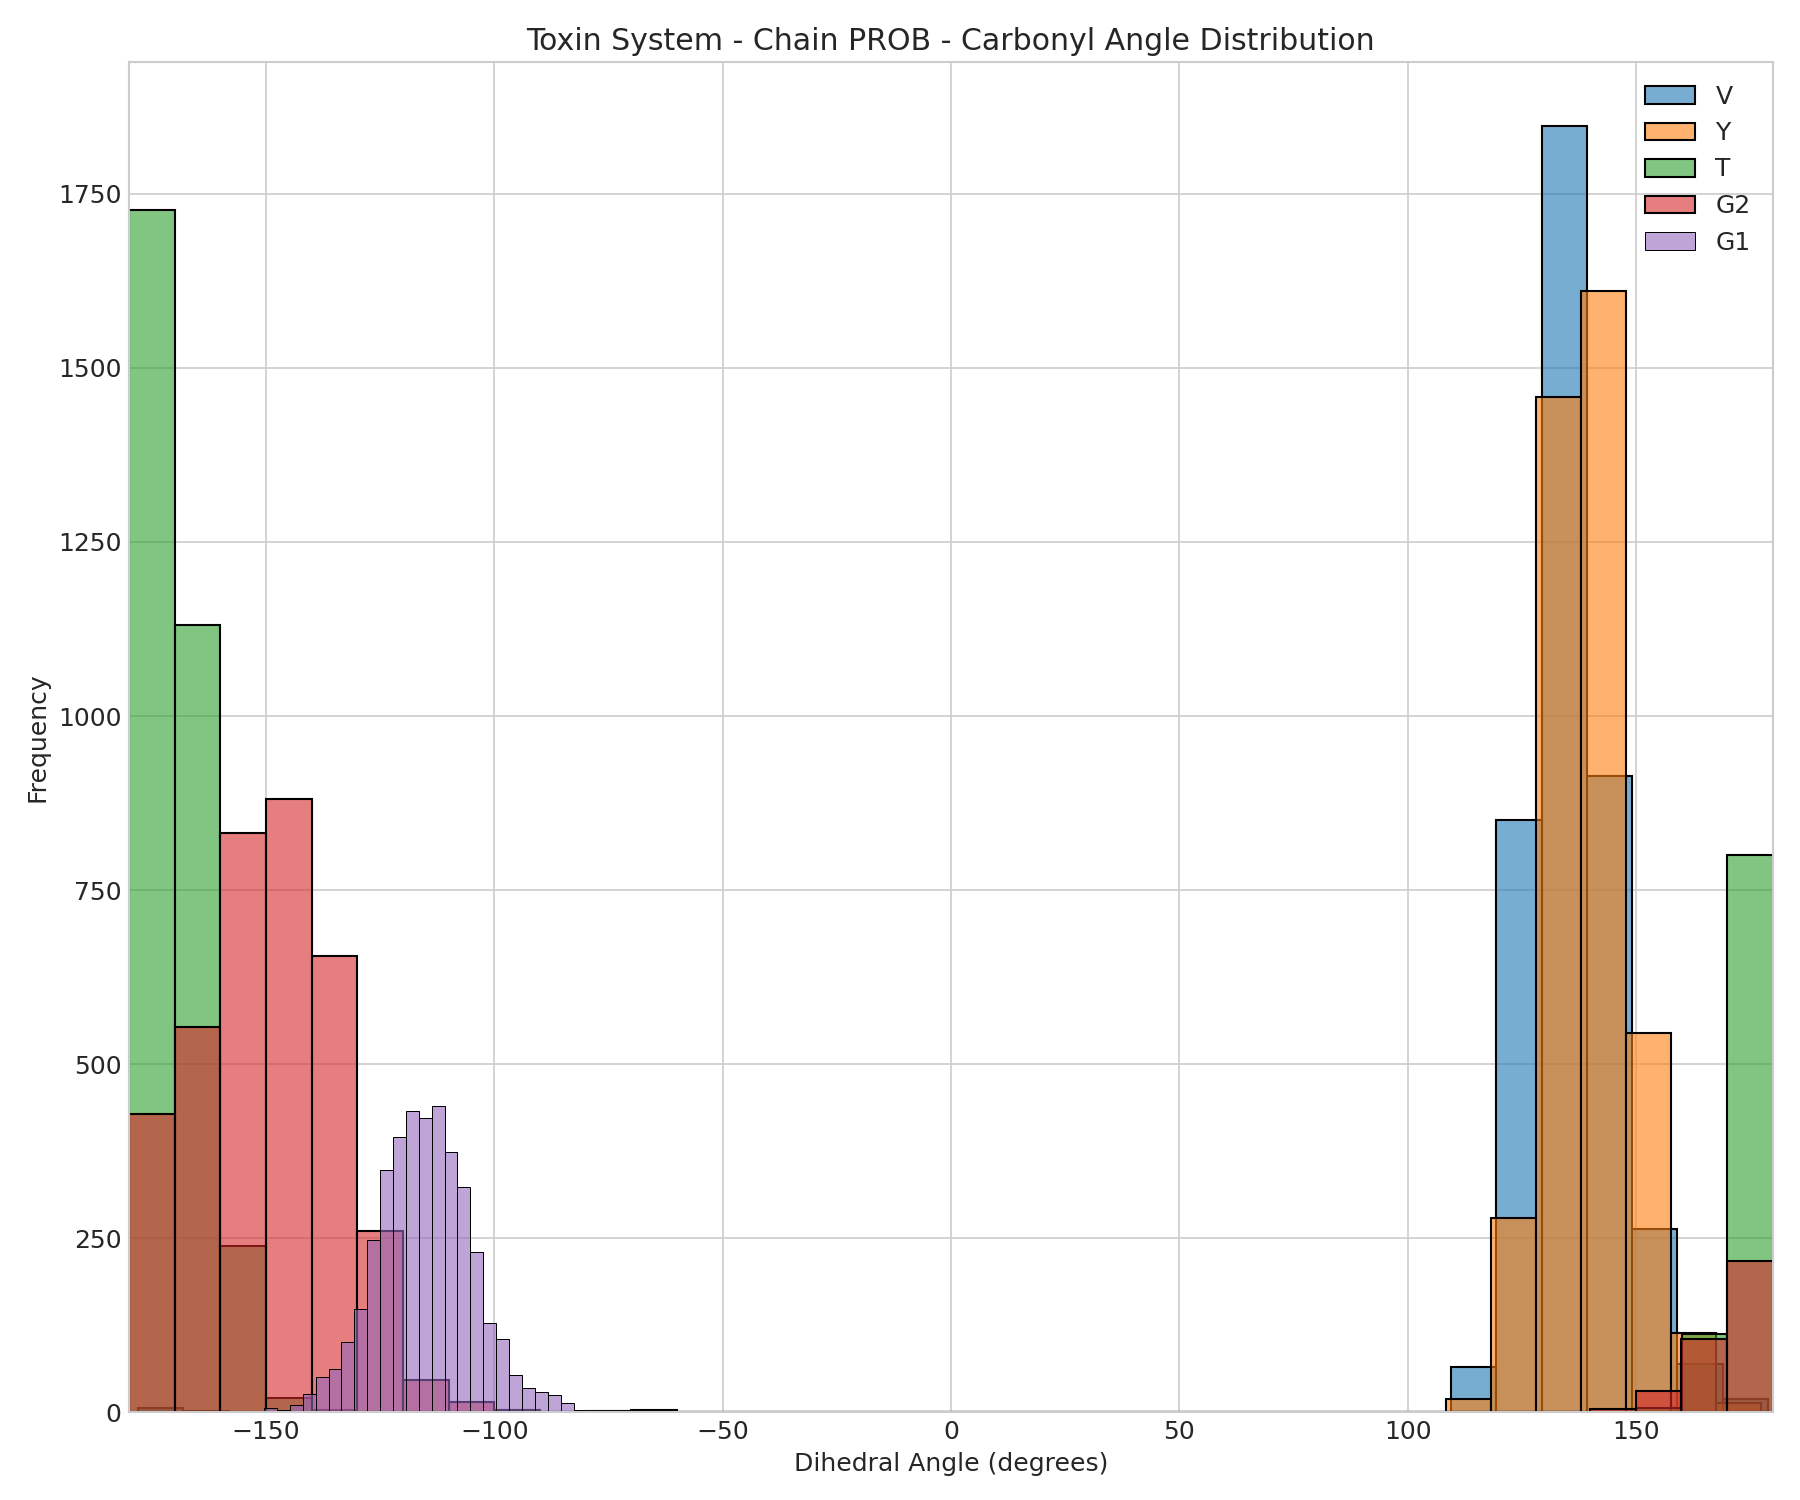 Toxin System - Chain PROB - Carbonyl Angle Distribution
V
Y
T
G2
G1
Frequency
1750
1500
1250
1000
750
500
250
0
−150
−100
−50
0
50
100
150
Dihedral Angle (degrees)